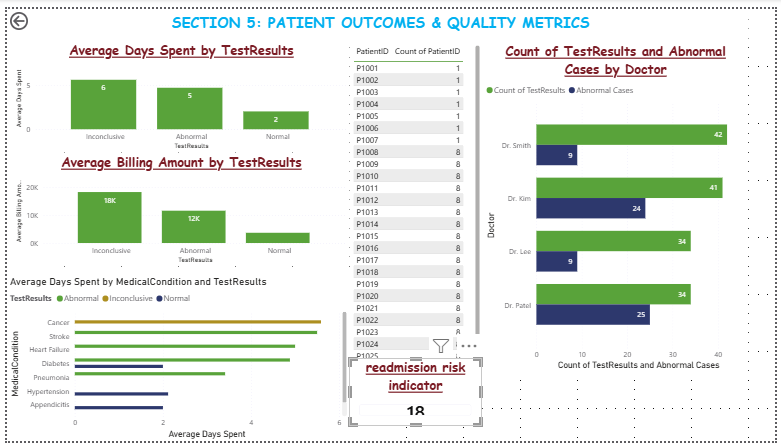 SECTION 5: PATIENT OUTCOMES & QUALITY METRICS
Average Days Spent by TestResults
Average Days Spent
5
0
6
5
2
Inconclusive
Abnormal
Normal
TestResults
Average Billing Amount by TestResults
Average Billing Amo...
20K
10K
0K
18K
12K
Inconclusive
Abnormal
Normal
TestResults
Average Days Spent by MedicalCondition and TestResults
TestResults Abnormal Inconclusive Normal
MedicalCondition
Cancer
Stroke
Heart Failure
Diabetes
Pneumonia
Hypertension
Appendicitis
0 2 4 6
Average Days Spent
PatientID Count of PatientID
P1001 1
P1002 1
P1003 1
P1004 1
P1005 1
P1006 1
P1007 1
P1008 8
P1009 8
P1010 8
P1011 8
P1012 8
P1013 8
P1014 8
P1015 8
P1016 8
P1017 8
P1018 8
P1019 8
P1020 8
P1021 8
P1022 8
P1023 8
P1024
P1025
readmission risk
indicator
18
Count of TestResults and Abnormal
Cases by Doctor
Count of TestResults Abnormal Cases
Doctor
Dr. Smith
42
9
Dr. Kim
41
24
Dr. Lee
34
9
Dr. Patel
34
25
0 10 20 30 40
Count of TestResults and Abnormal Cases